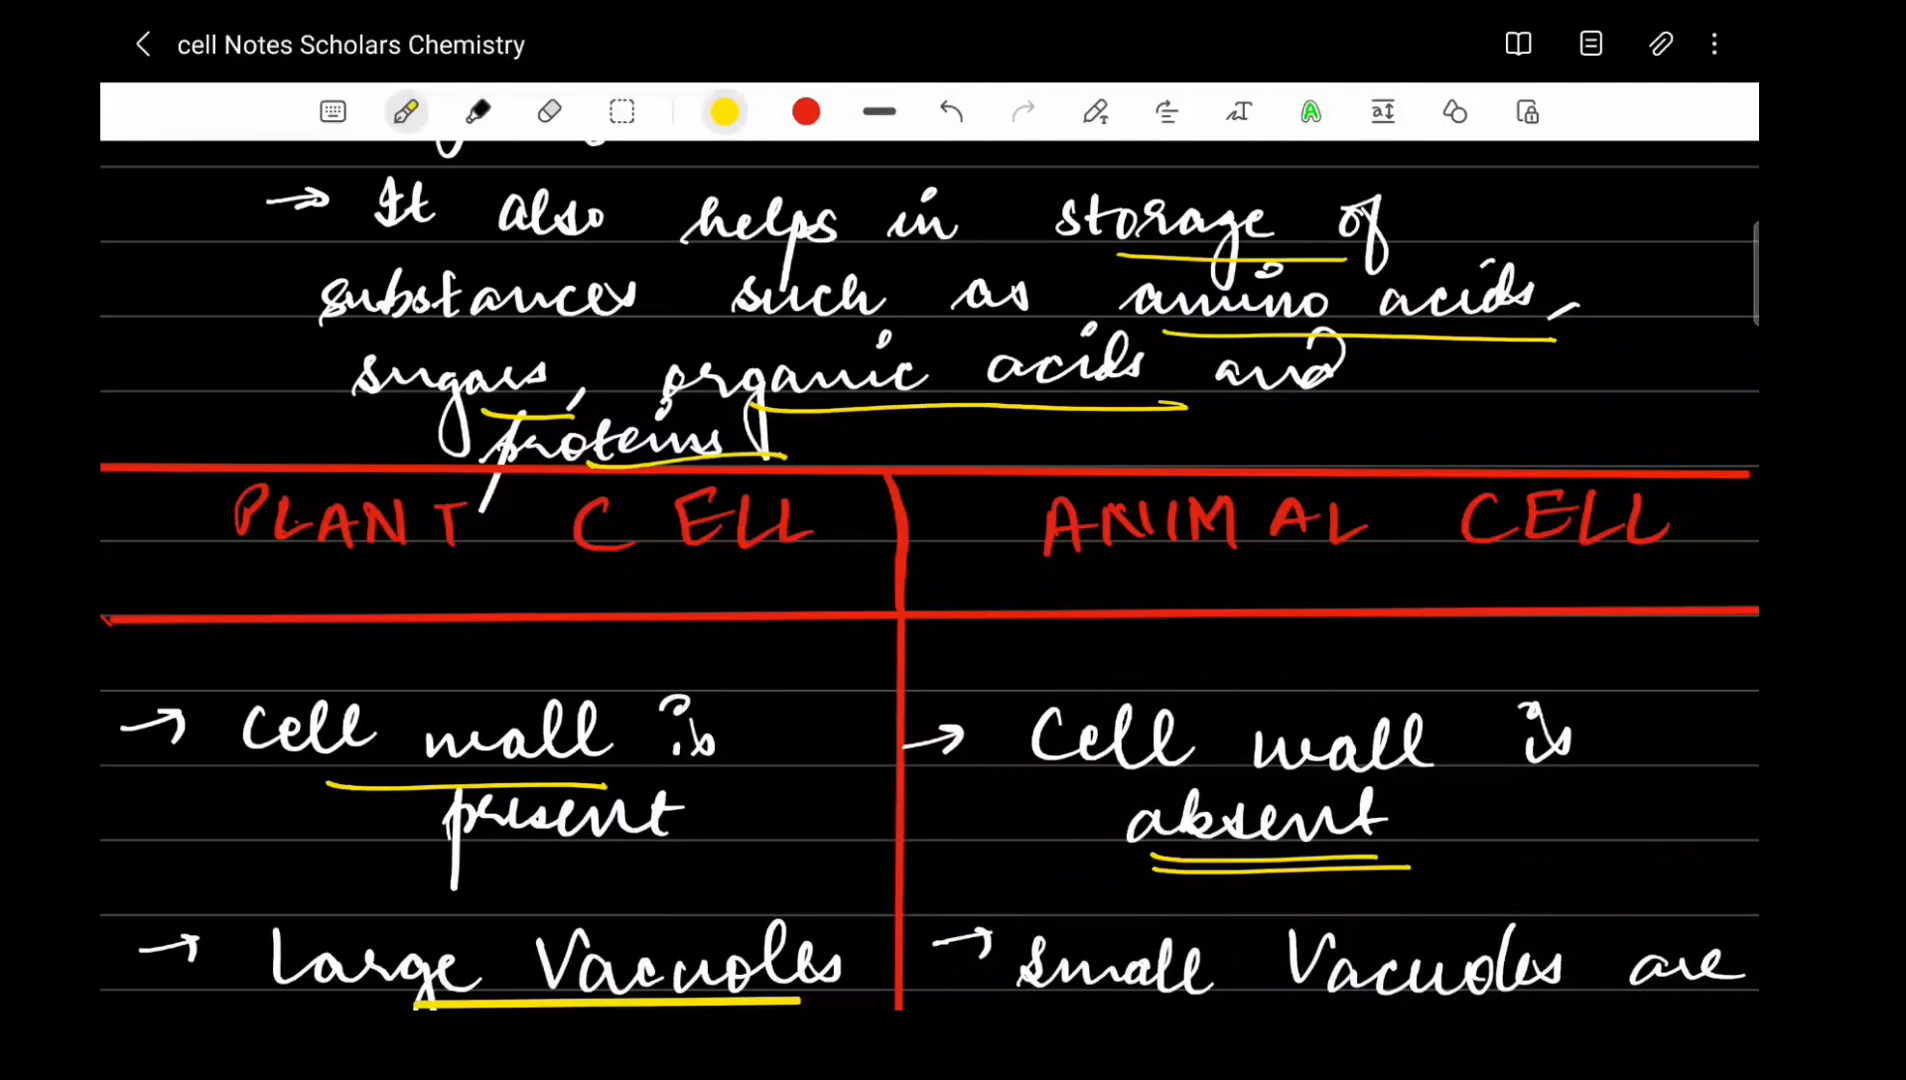 cell Notes Scholars Chemistry
→ It also helps in storage of
substances such as amino acids,
sugars, organic acids and
proteins
PLANT CELL
ANIMAL CELL
→ Cell wall is
present
→ Cell wall is
absent
→ Large Vacuoles
→ Small Vacuoles are